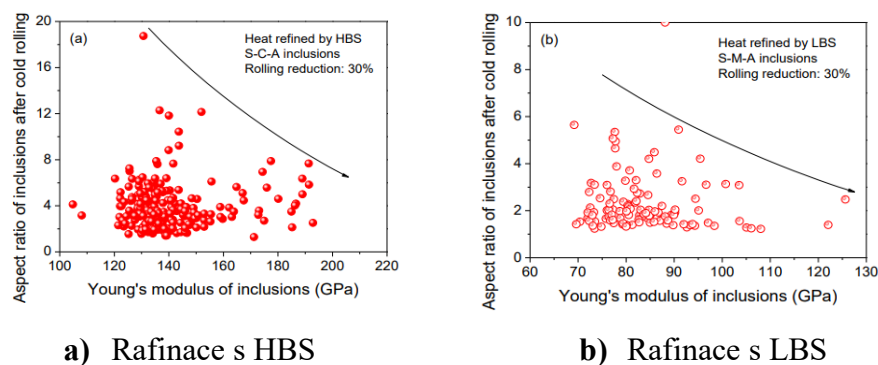 (a)
Heat refined by HBS
S-C-A inclusions
Rolling reduction: 30%
Aspect ratio of inclusions after cold rolling
20
16
12
8
4
0
100 120 140 160 180 200 220
Young's modulus of inclusions (GPa)
a) Rafinace s HBS
(b)
Heat refined by LBS
S-M-A inclusions
Rolling reduction: 30%
Aspect ratio of inclusions after cold rolling
10
8
6
4
2
0
60 70 80 90 100 110 120 130
Young's modulus of inclusions (GPa)
b) Rafinace s LBS